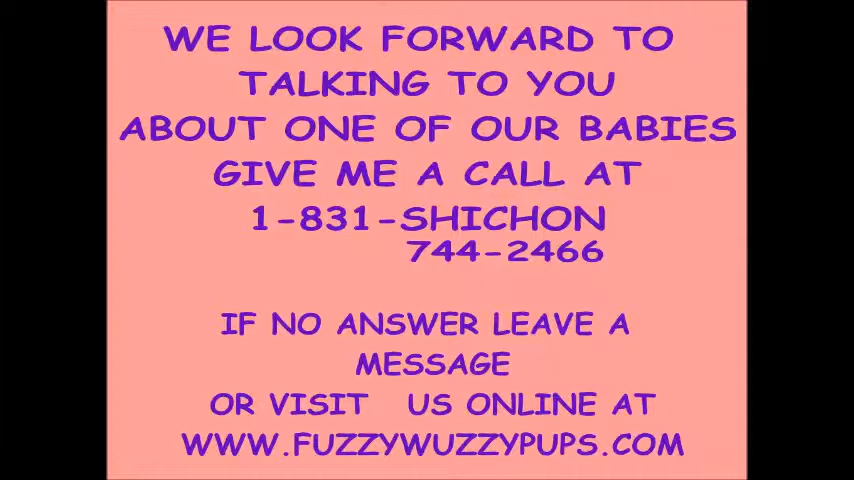 WE LOOK FORWARD TO
TALKING TO YOU
ABOUT ONE OF OUR BABIES
GIVE ME A CALL AT
1-831-SHICHON
744-2466
IF NO ANSWER LEAVE A
MESSAGE
OR VISIT US ONLINE AT
WWW.FUZZYWUZZYPUPS.COM